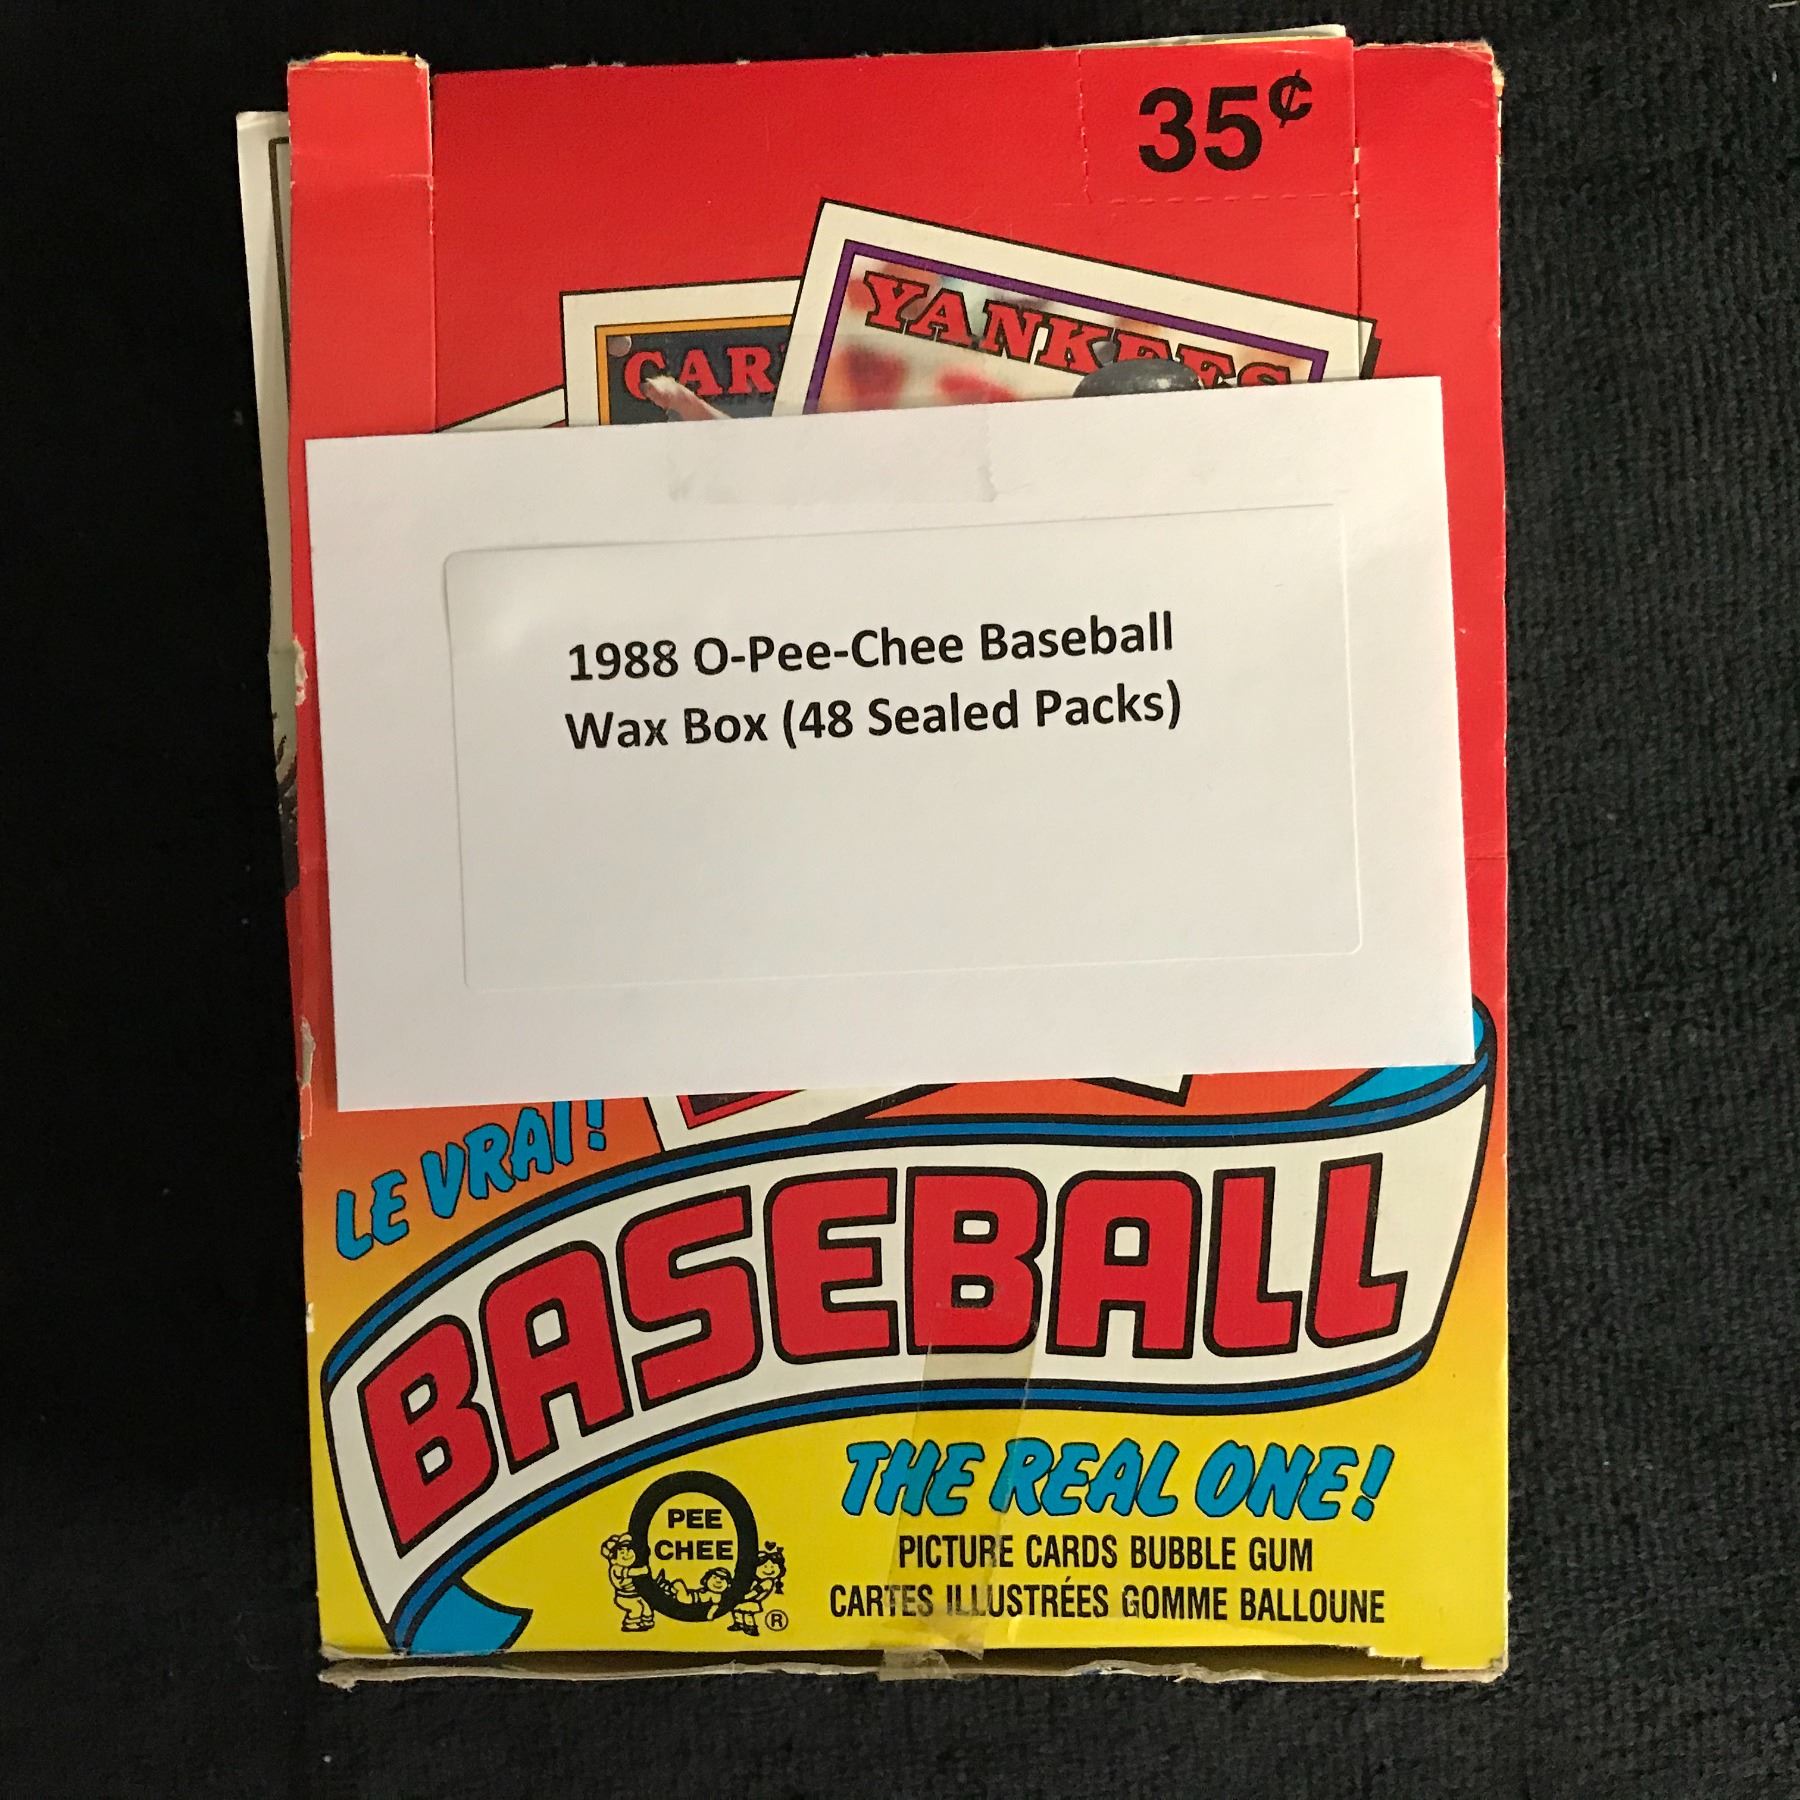 35¢
YANKEES
CAR
1988 O-Pee-Chee Baseball
Wax Box (48 Sealed Packs)
LE VRAI!
BASEBALL
THE REAL ONE!
PEE
CHEE
®
PICTURE CARDS BUBBLE GUM
CARTES ILLUSTRÉES GOMME BALLOUNE